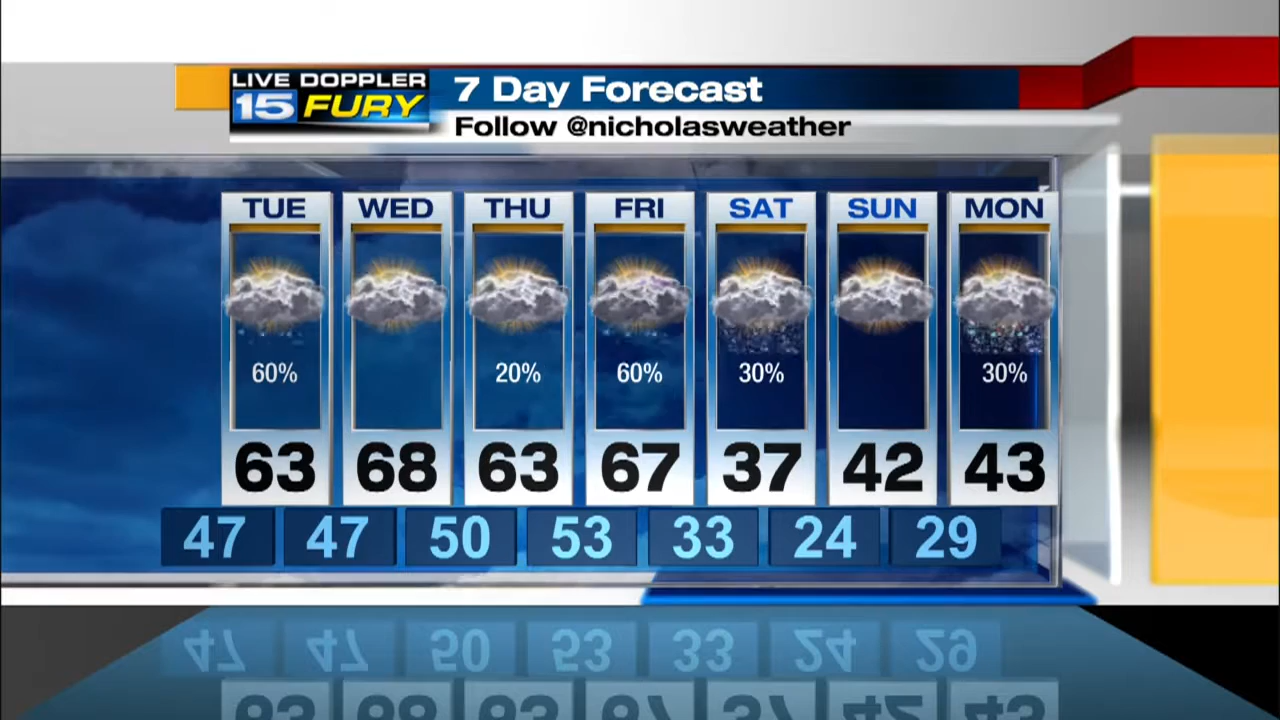 LIVE DOPPLER
15 FURY
7 Day Forecast
Follow @nicholasweather
TUE WED THU FRI SAT SUN MON
60% 20% 60% 30% 30%
63 68 63 67 37 42 43
47 47 50 53 33 24 29